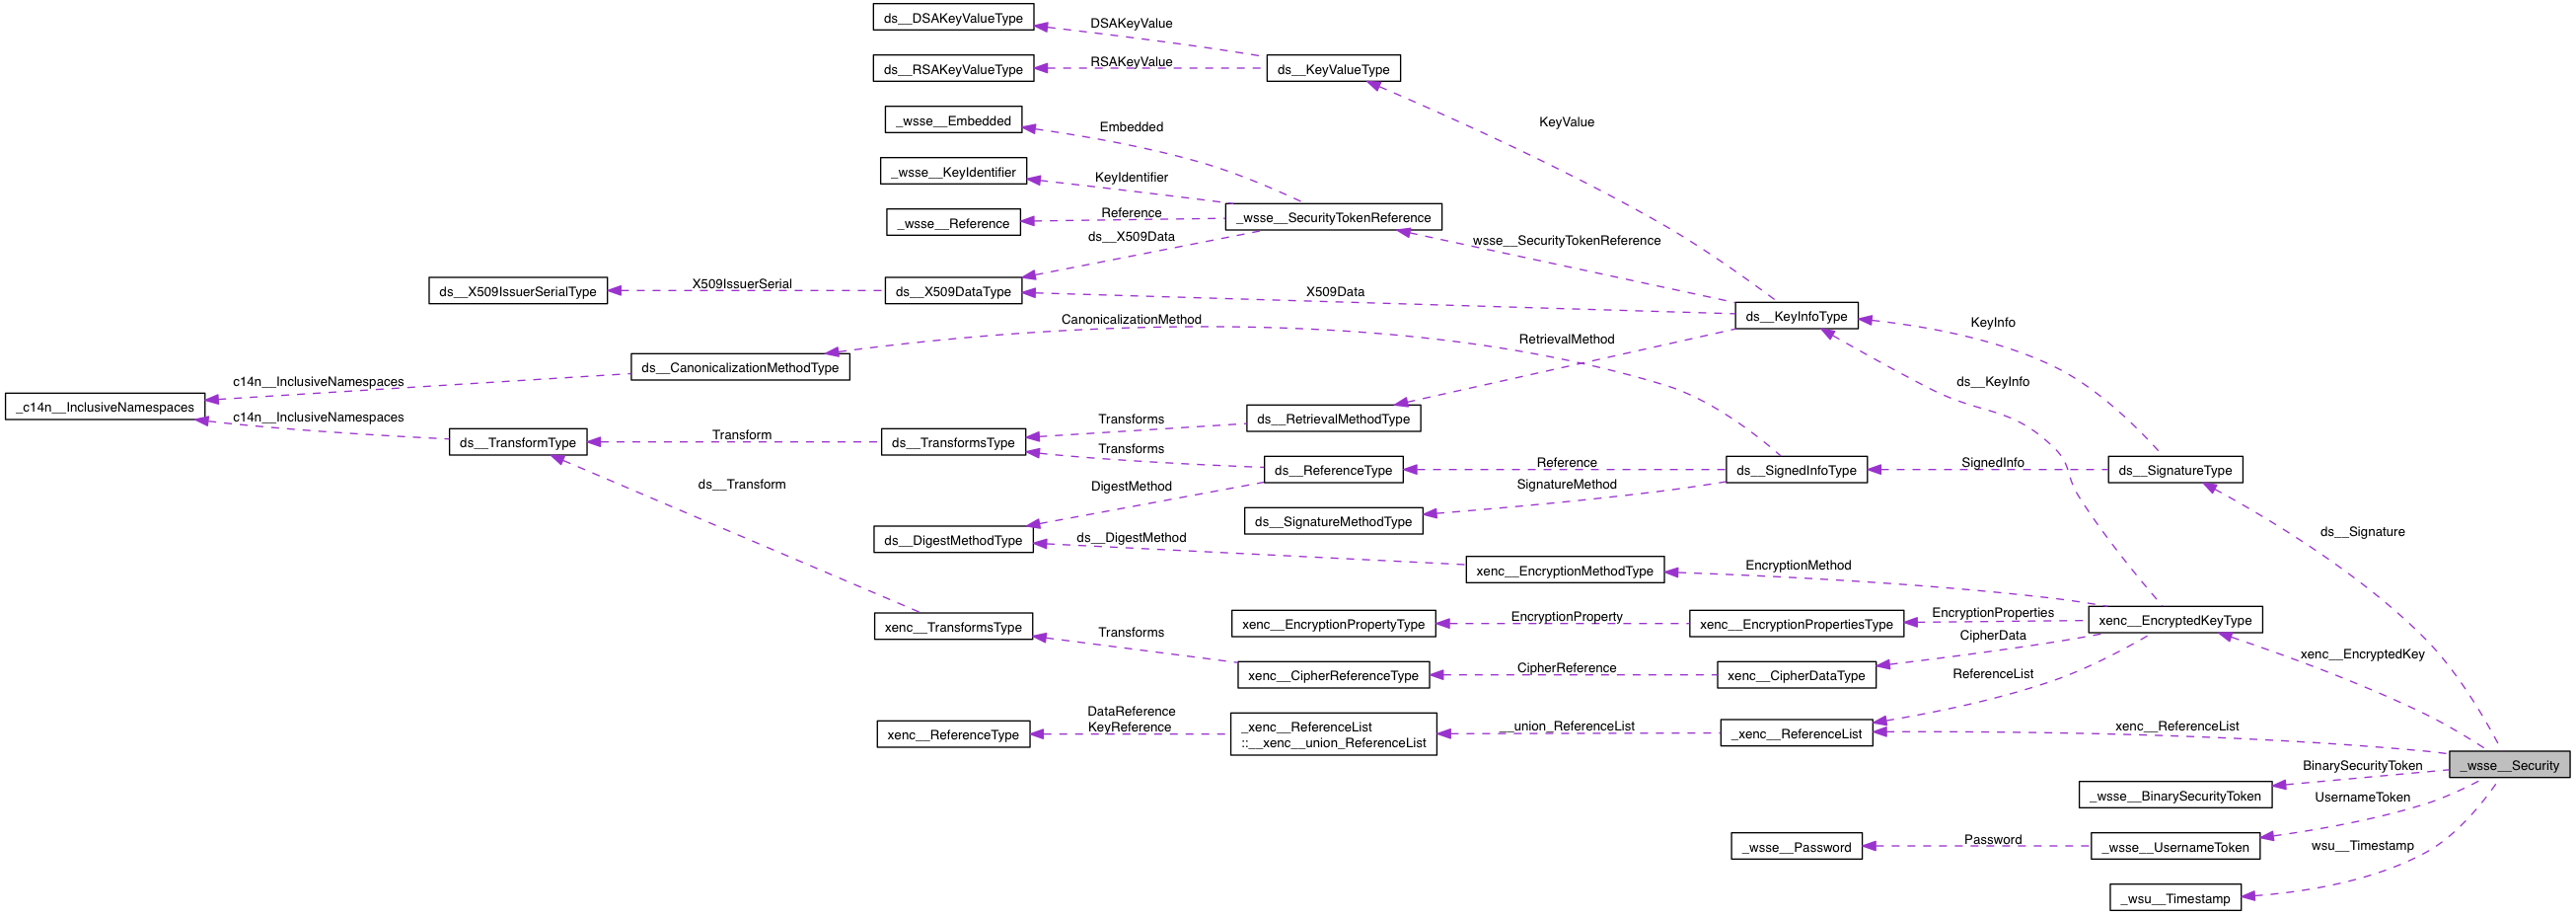 ds__DSAKeyValueType
DSAKeyValue
ds__RSAKeyValueType
RSAKeyValue
ds__KeyValueType
_wsse__Embedded
Embedded
KeyValue
_wsse__KeyIdentifier
KeyIdentifier
_wsse__Reference
Reference
_wsse__SecurityTokenReference
ds__X509Data
wsse__SecurityTokenReference
ds__X509IssuerSerialType
X509IssuerSerial
ds__X509DataType
X509Data
ds__KeyInfoType
KeyInfo
CanonicalizationMethod
RetrievalMethod
ds__CanonicalizationMethodType
c14n__InclusiveNamespaces
ds__KeyInfo
_c14n__InclusiveNamespaces
c14n__InclusiveNamespaces
Transforms
ds__RetrievalMethodType
ds__TransformType
Transform
ds__TransformsType
Transforms
ds__ReferenceType
Reference
ds__SignedInfoType
SignedInfo
ds__SignatureType
ds__Transform
DigestMethod
SignatureMethod
ds__SignatureMethodType
ds__Signature
ds__DigestMethodType
ds__DigestMethod
xenc__EncryptionMethodType
EncryptionMethod
xenc__TransformsType
Transforms
xenc__EncryptionPropertyType
EncryptionProperty
xenc__EncryptionPropertiesType
EncryptionProperties
xenc__EncryptedKeyType
CipherData
xenc__EncryptedKey
xenc__CipherReferenceType
CipherReference
xenc__CipherDataType
ReferenceList
xenc__ReferenceType
DataReference
KeyReference
_xenc__ReferenceList
::__xenc__union_ReferenceList
__union_ReferenceList
_xenc__ReferenceList
xenc__ReferenceList
_wsse__Security
BinarySecurityToken
_wsse__BinarySecurityToken
UsernameToken
_wsse__Password
Password
_wsse__UsernameToken
wsu__Timestamp
_wsu__Timestamp